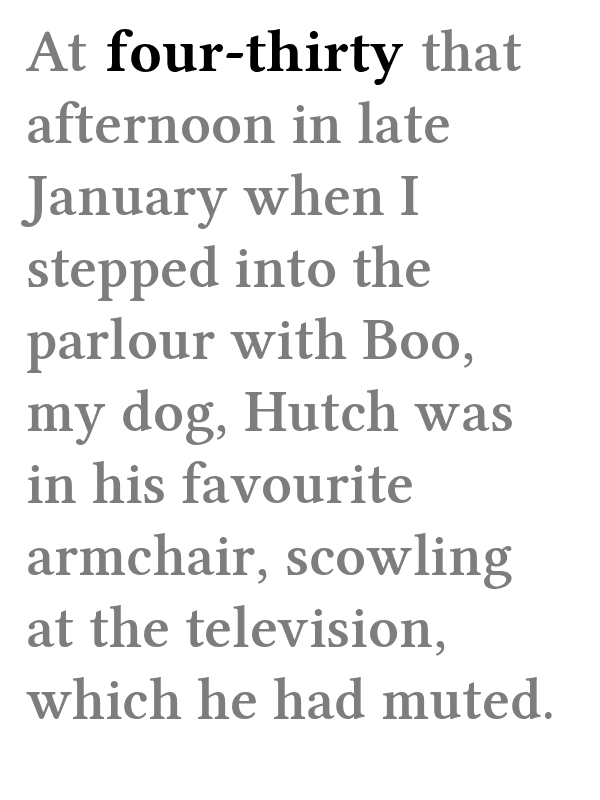 At four-thirty that
afternoon in late
January when I
stepped into the
parlour with Boo,
my dog, Hutch was
in his favourite
armchair, scowling
at the television,
which he had muted.